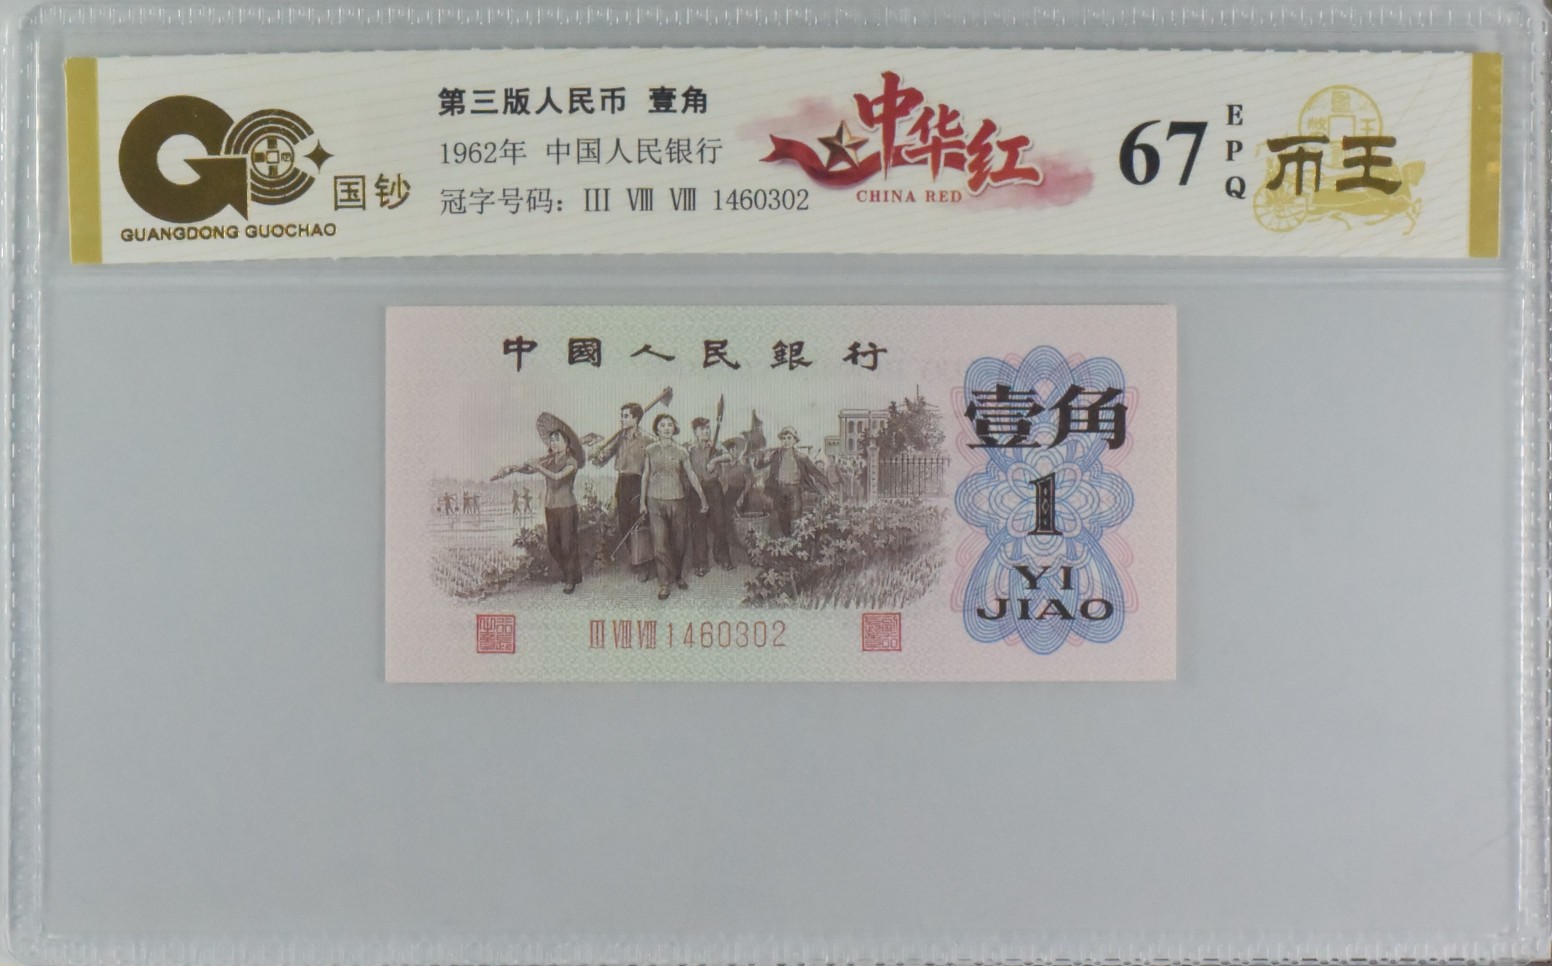 国钞
GUANGDONG GUOCHAO
第三版人民币 壹角
1962年 中国人民银行
冠字号码：III VIII VIII 1460302
中华红
CHINA RED
67
EPQ
币王
中國人民銀行
壹角
1
YI
JIAO
III VIII VIII 1460302